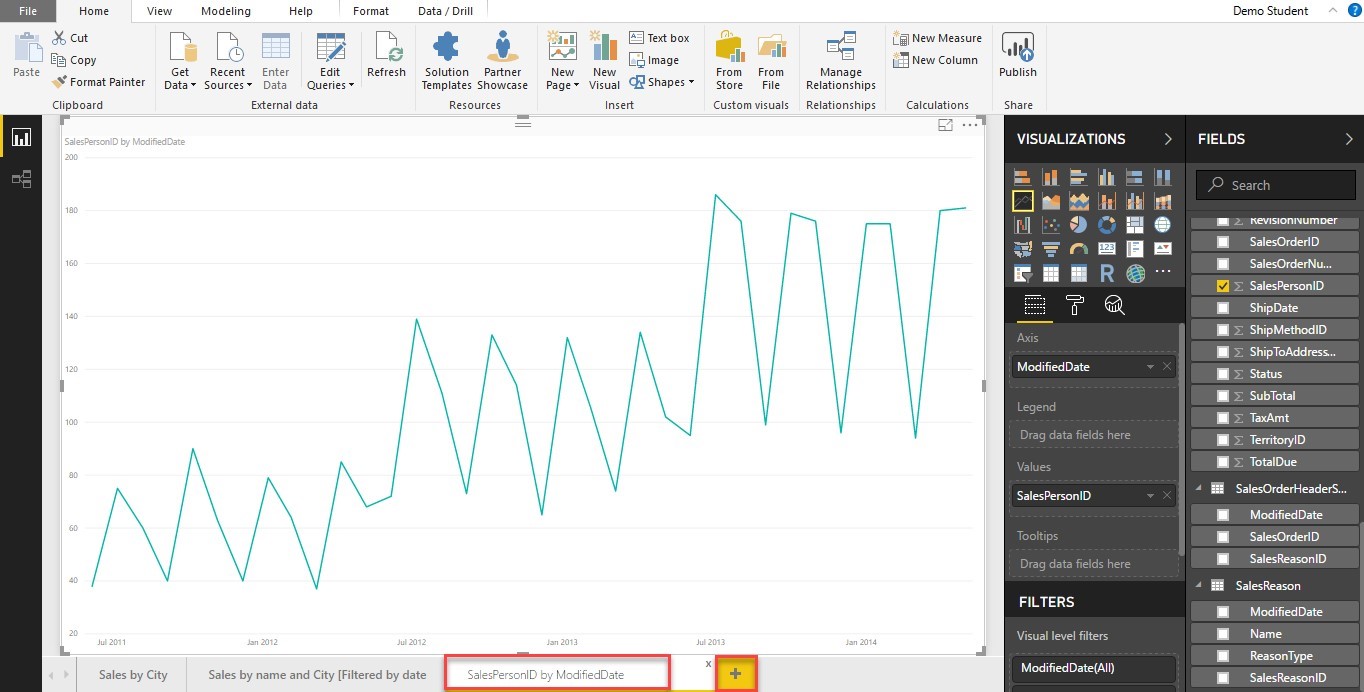 File Home View Modeling Help Format Data / Drill Demo Student ?
Paste
Cut
Copy
Format Painter
Clipboard
Get Data
Recent Sources
Enter Data
Edit Queries
Refresh
External data
Solution Templates
Partner Showcase
Resources
New Page
New Visual
Text box
Image
Shapes
Insert
From Store
From File
Custom visuals
Manage Relationships
Relationships
New Measure
New Column
Calculations
Publish
Share
SalesPersonID by ModifiedDate
200
180
160
140
120
100
80
60
40
20
Jul 2011 Jan 2012 Jul 2012 Jan 2013 Jul 2013 Jan 2014
VISUALIZATIONS
123
R
Axis
ModifiedDate
Legend
Drag data fields here
Values
SalesPersonID
Tooltips
Drag data fields here
FILTERS
Visual level filters
ModifiedDate(All)
FIELDS
Search
RevisionNumber
SalesOrderID
SalesOrderNu...
SalesPersonID
ShipDate
ShipMethodID
ShipToAddress...
Status
SubTotal
TaxAmt
TerritoryID
TotalDue
SalesOrderHeaderS...
ModifiedDate
SalesOrderID
SalesReasonID
SalesReason
ModifiedDate
Name
ReasonType
SalesReasonID
Sales by City
Sales by name and City [Filtered by date
SalesPersonID by ModifiedDate
x
+